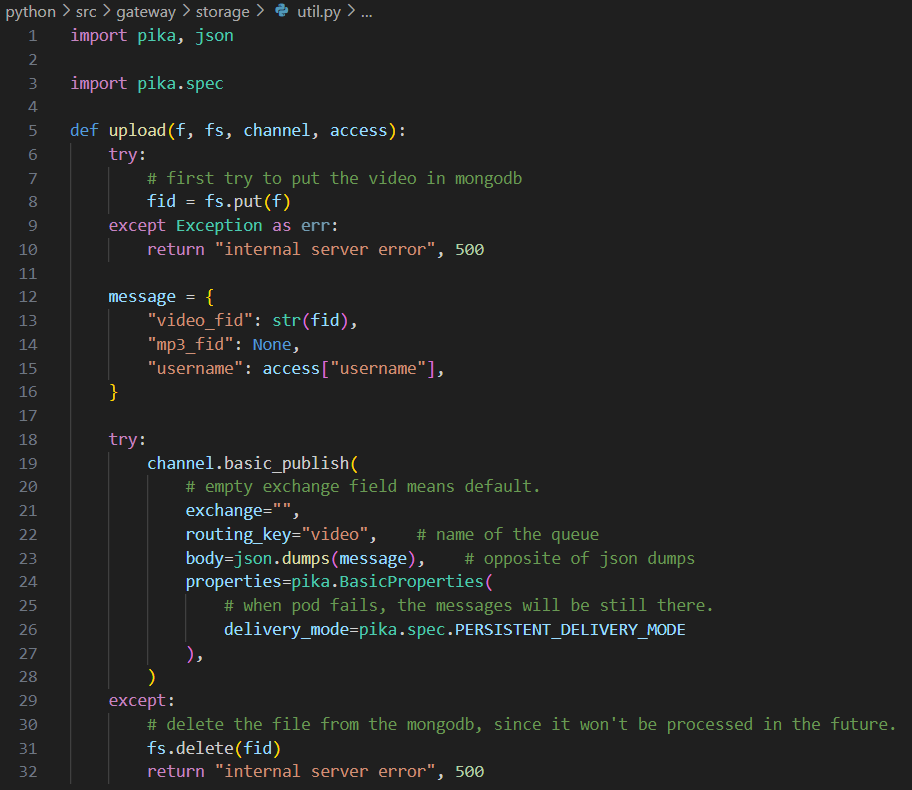 python > src > gateway > storage > util.py > ...
1 import pika, json
2
3 import pika.spec
4
5 def upload(f, fs, channel, access):
6     try:
7         # first try to put the video in mongodb
8         fid = fs.put(f)
9     except Exception as err:
10         return "internal server error", 500
11
12     message = {
13         "video_fid": str(fid),
14         "mp3_fid": None,
15         "username": access["username"],
16     }
17
18     try:
19         channel.basic_publish(
20             # empty exchange field means default.
21             exchange="",
22             routing_key="video",    # name of the queue
23             body=json.dumps(message),    # opposite of json dumps
24             properties=pika.BasicProperties(
25                 # when pod fails, the messages will be still there.
26                 delivery_mode=pika.spec.PERSISTENT_DELIVERY_MODE
27             ),
28         )
29     except:
30         # delete the file from the mongodb, since it won't be processed in the future.
31         fs.delete(fid)
32         return "internal server error", 500